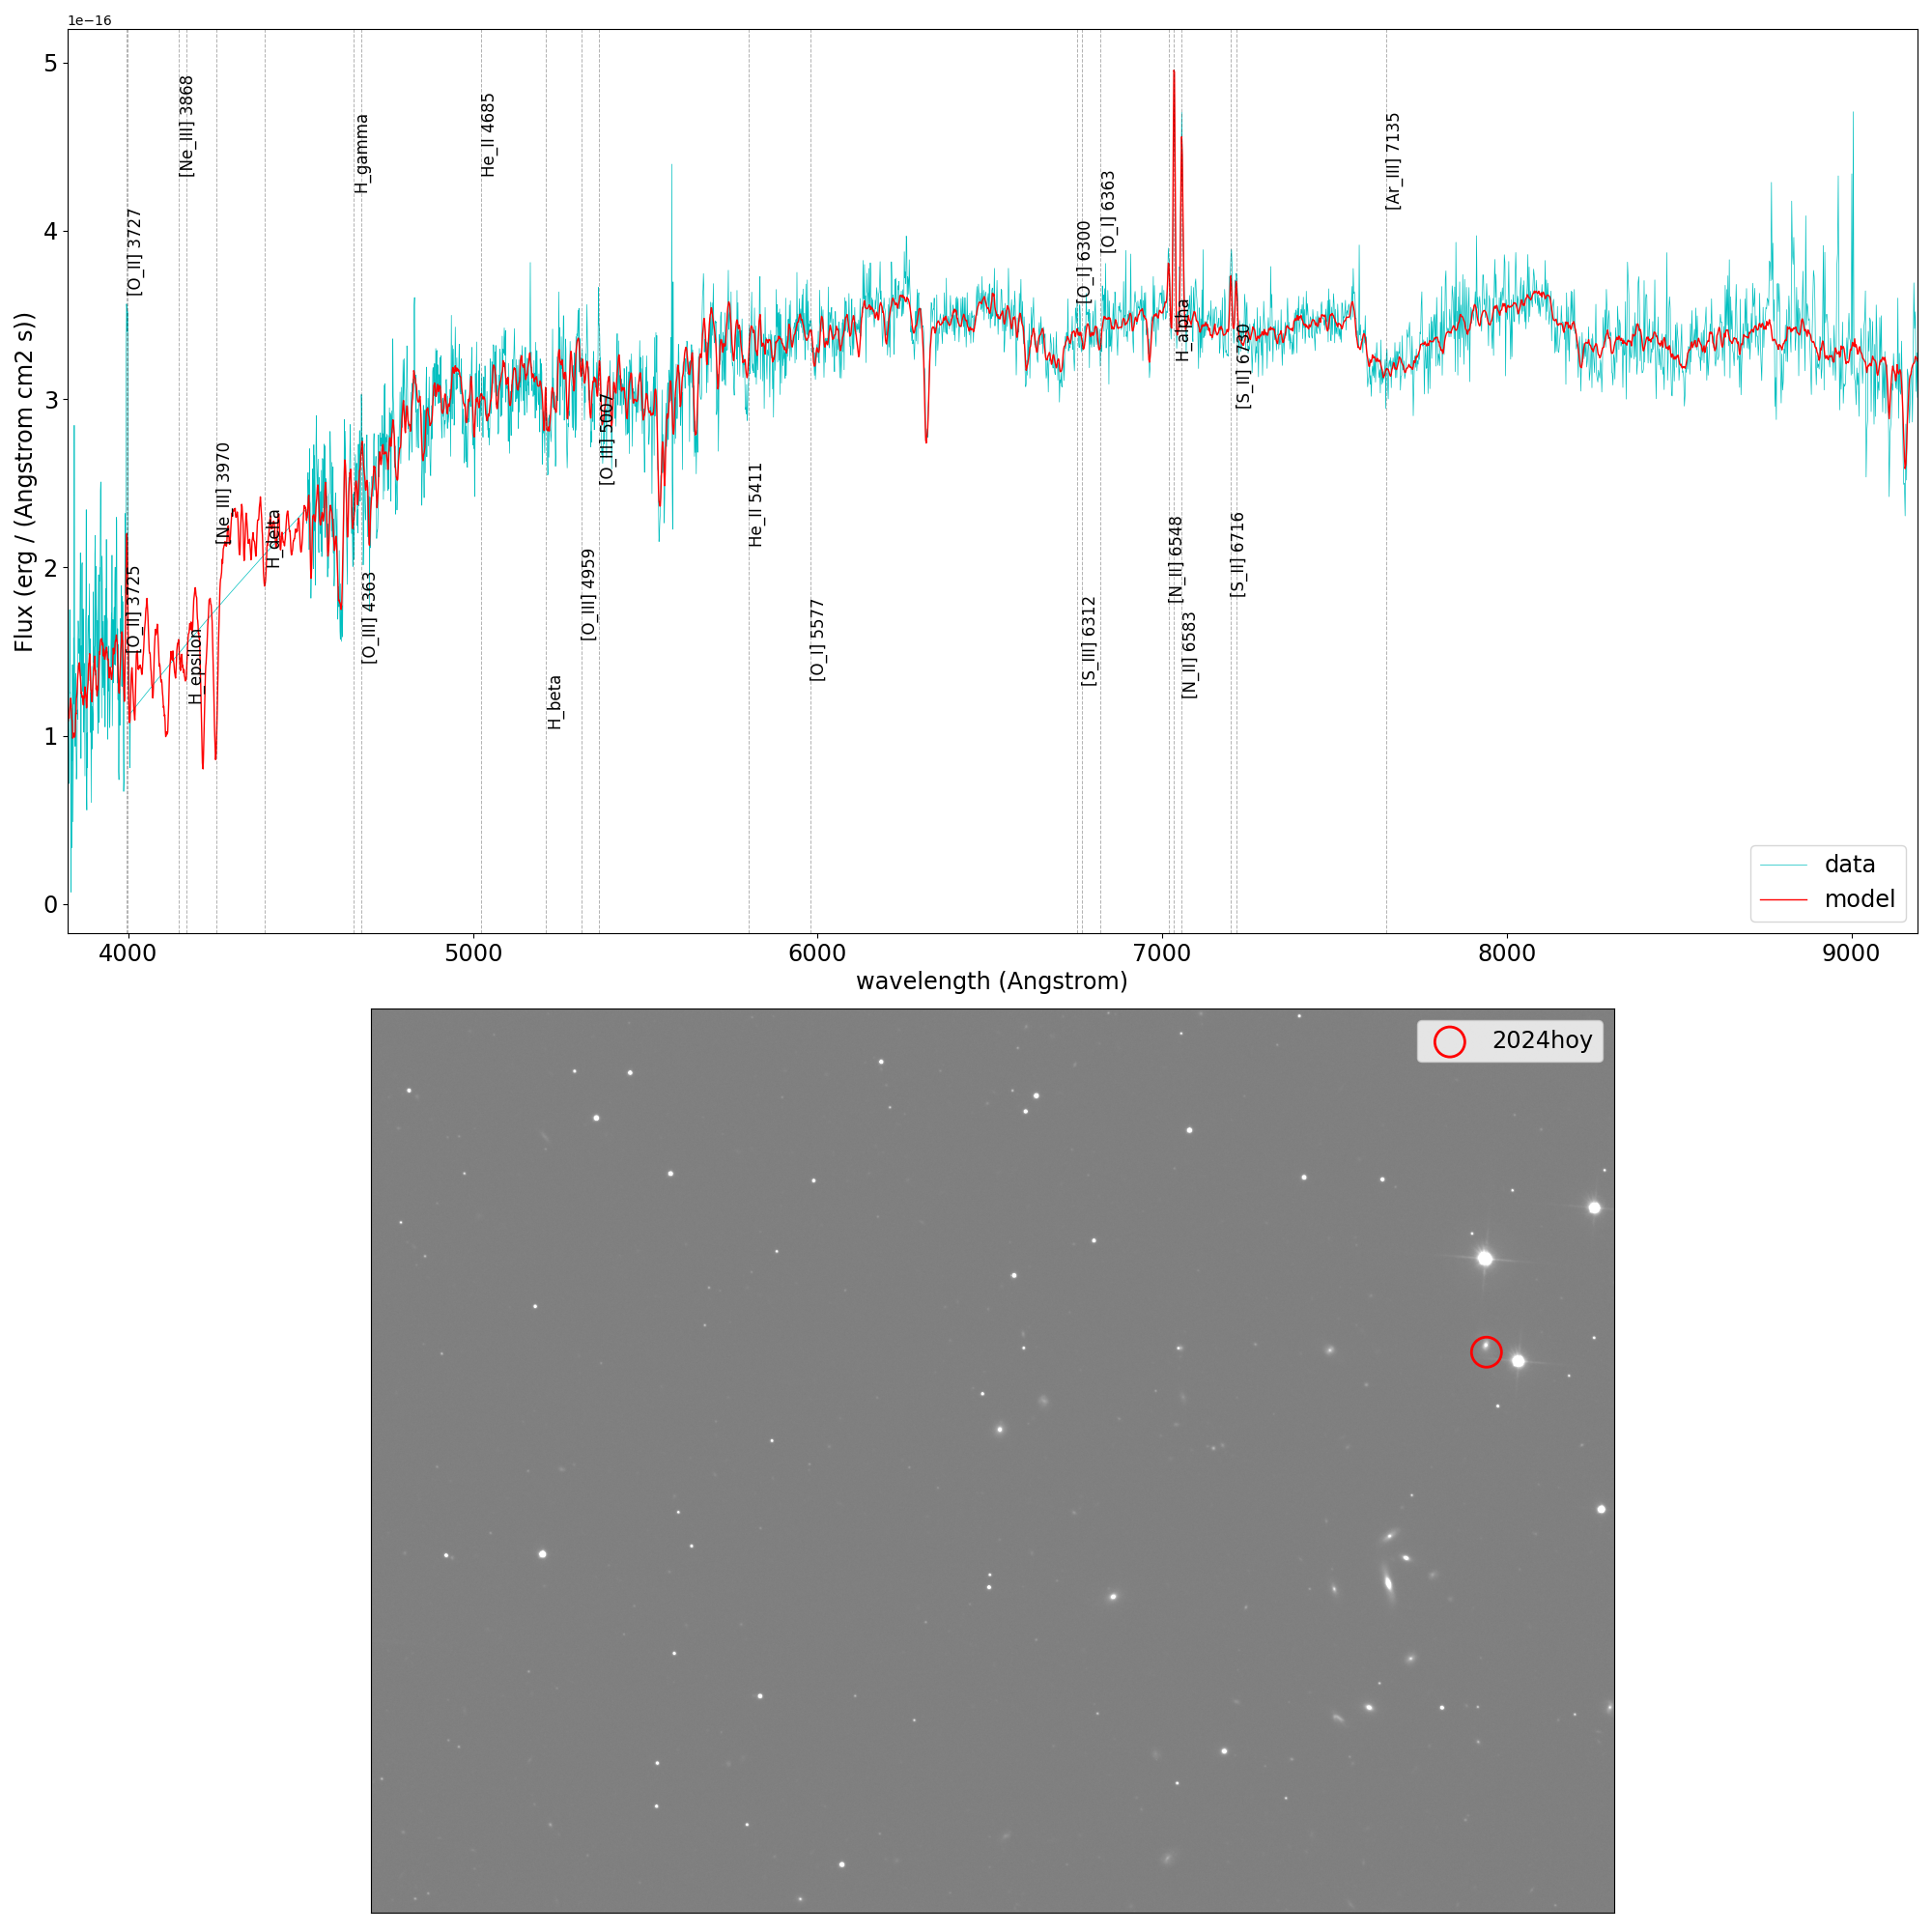 1e−16
5
4
3
2
1
0
Flux (erg / (Angstrom cm2 s))
[O_II] 3725
[O_II] 3727
[Ne_III] 3868
H_epsilon
[Ne_III] 3970
H_delta
H_gamma
[O_III] 4363
He_II 4685
H_beta
[O_III] 4959
[O_III] 5007
He_II 5411
[O_I] 5577
[O_I] 6300
[S_III] 6312
[O_I] 6363
[N_II] 6548
H_alpha
[N_II] 6583
[S_II] 6716
[S_II] 6730
[Ar_III] 7135
data
model
4000 5000 6000 7000 8000 9000
wavelength (Angstrom)
2024hoy